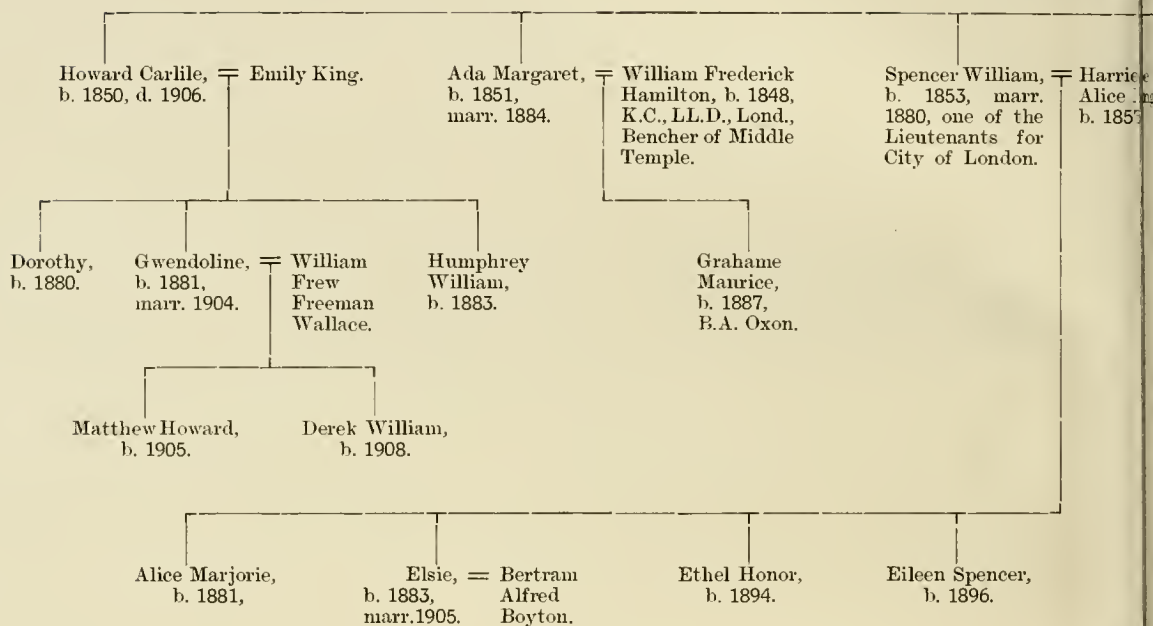 Howard Carlile, = Emily King.
b. 1850, d. 1906.
Ada Margaret, = William Frederick
b. 1851, Hamilton, b. 1848,
marr. 1884. K.C., LL.D., Lond.,
Bencher of Middle
Temple.
Spencer William, =
b. 1853, marr. Alice
1880, one of the b.
Lieutenants for
City of London.
Dorothy,
b. 1880.
Gwendoline, = William
b. 1881, Frew
marr. 1904. Freeman
Wallace.
Humphrey
William,
b. 1883.
Grahame
Maurice,
b. 1887,
B.A. Oxon.
Matthew Howard,
b. 1905.
Derek William,
b. 1908.
Alice Marjorie,
b. 1881,
Elsie, = Bertram
b. 1883, Alfred
marr.1905. Boyton.
Ethel Honor,
b. 1894.
Eileen Spencer,
b. 1896.